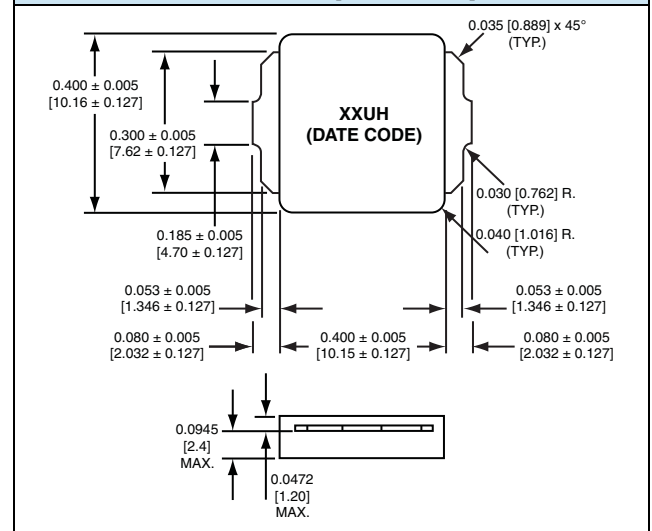 0.035 [0.889] x 45°
(TYP.)
0.400 ± 0.005
[10.16 ± 0.127]
XXUH
(DATE CODE)
0.300 ± 0.005
[7.62 ± 0.127]
0.030 [0.762] R.
(TYP.)
0.185 ± 0.005
[4.70 ± 0.127]
0.040 [1.016] R.
(TYP.)
0.053 ± 0.005
[1.346 ± 0.127]
0.053 ± 0.005
[1.346 ± 0.127]
0.080 ± 0.005
[2.032 ± 0.127]
0.400 ± 0.005
[10.15 ± 0.127]
0.080 ± 0.005
[2.032 ± 0.127]
0.0945
[2.4]
MAX.
0.0472
[1.20]
MAX.